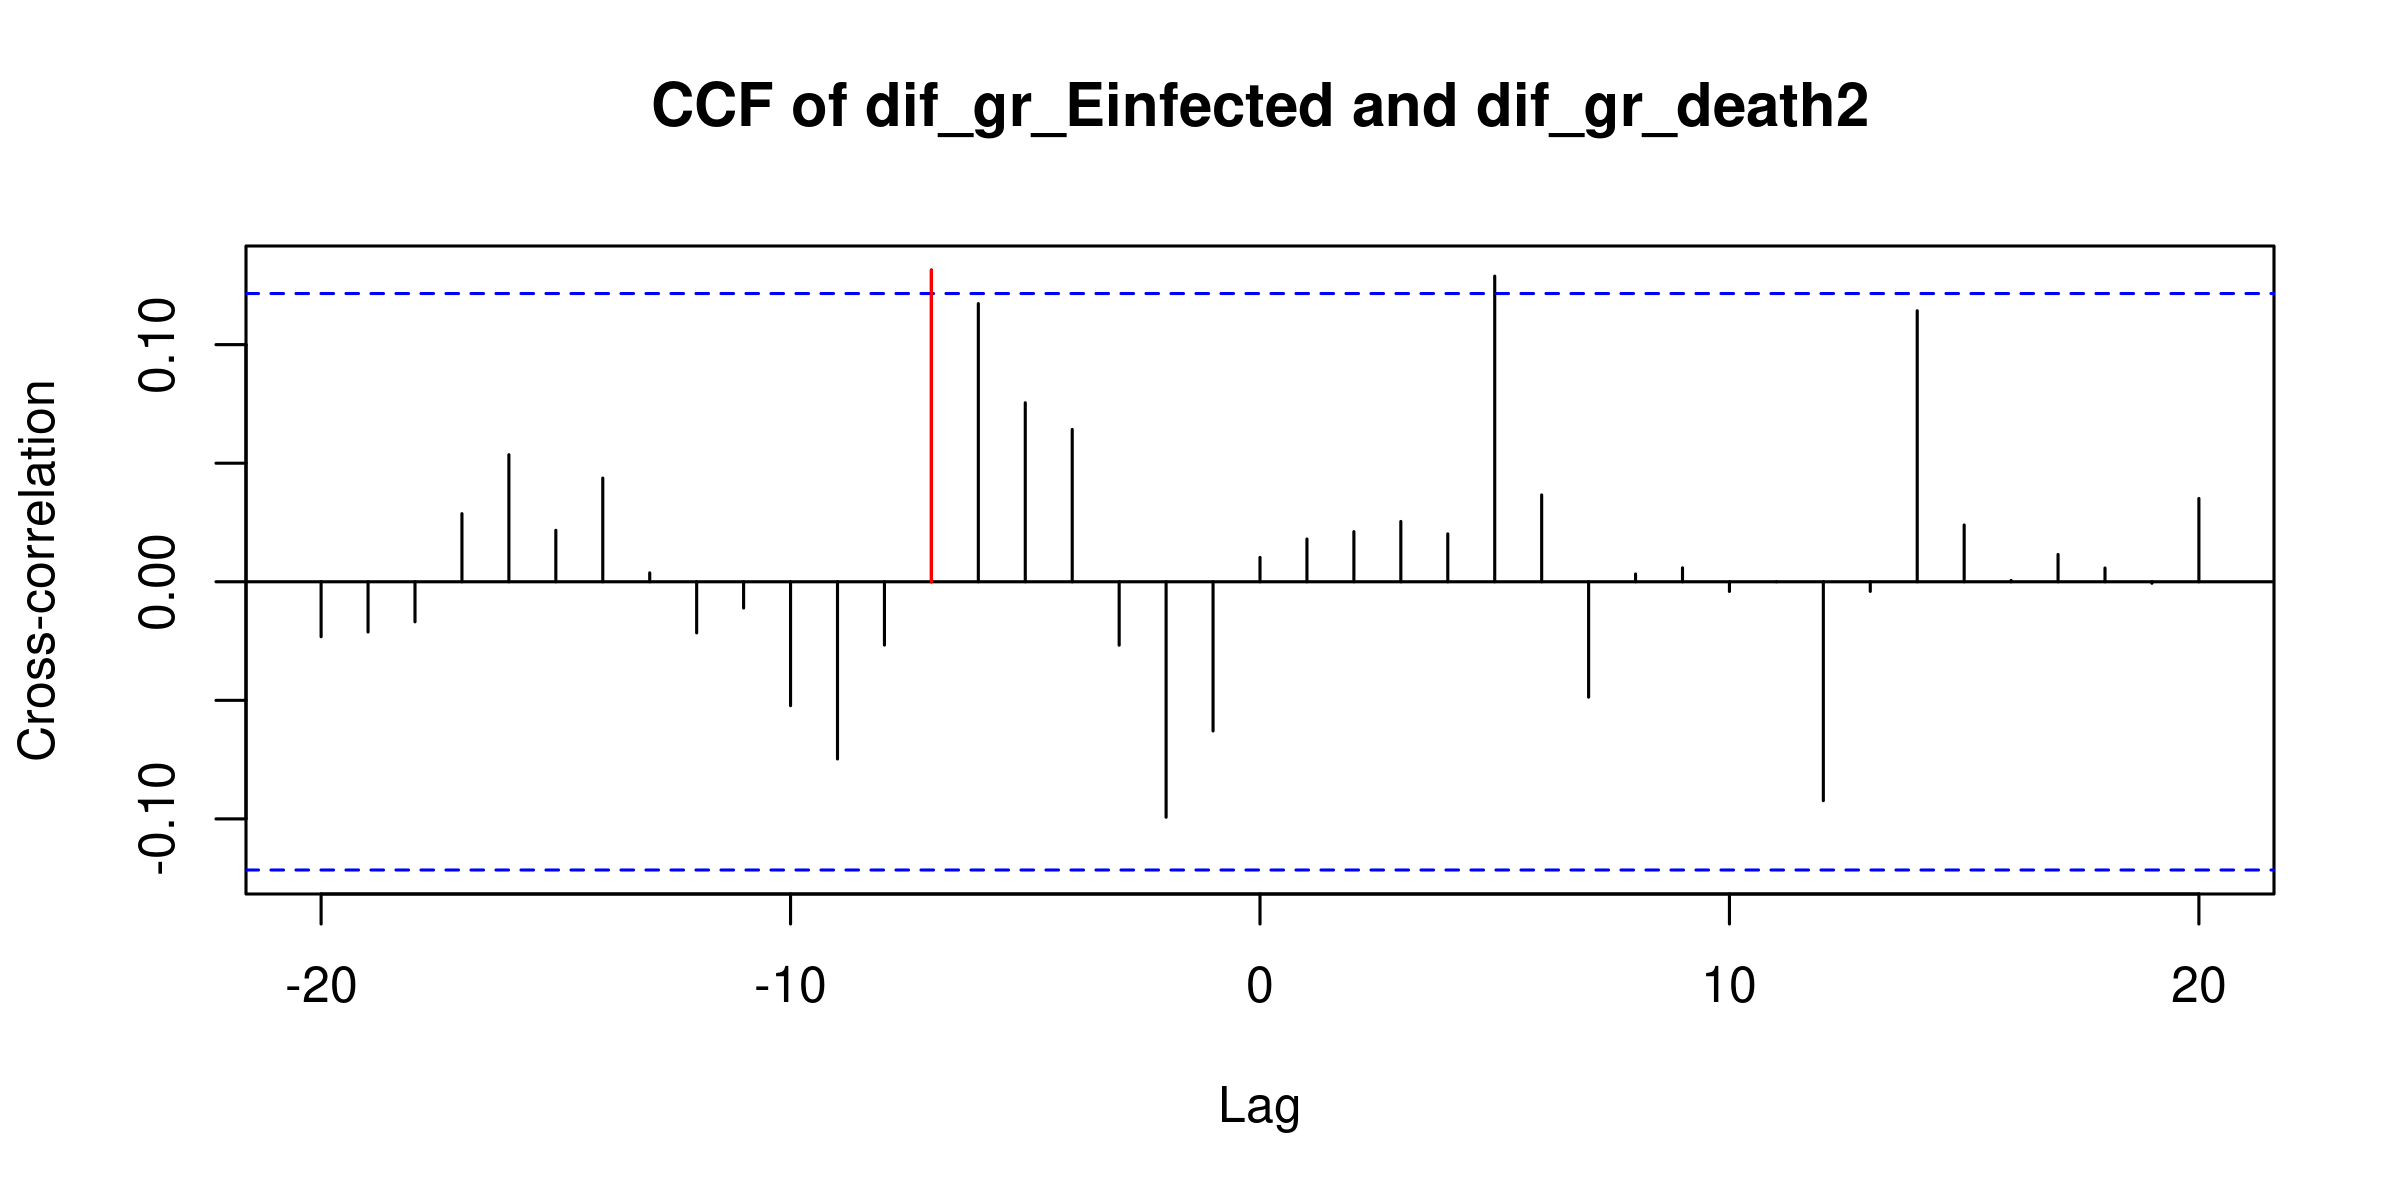 CCF of dif_gr_Einfected and dif_gr_death2
Cross-correlation
0.10
0.00
-0.10
-20 -10 0 10 20
Lag